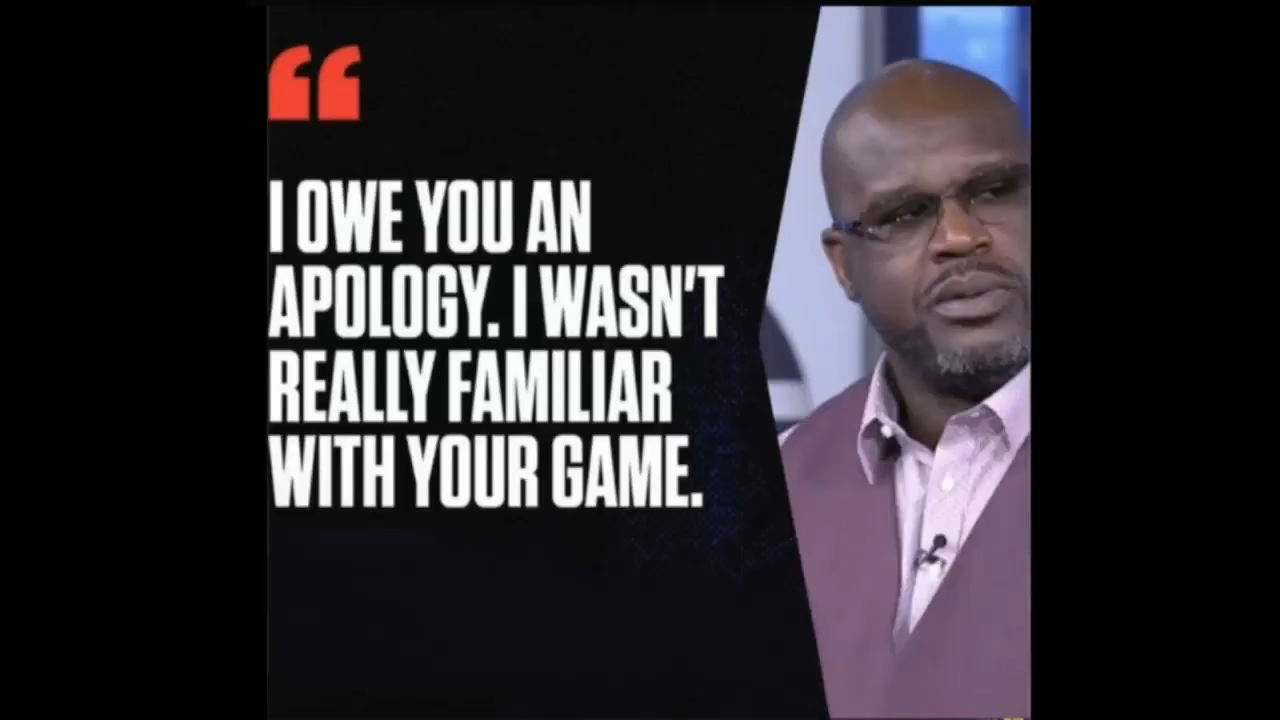 “
I OWE YOU AN
APOLOGY. I WASN'T
REALLY FAMILIAR
WITH YOUR GAME.